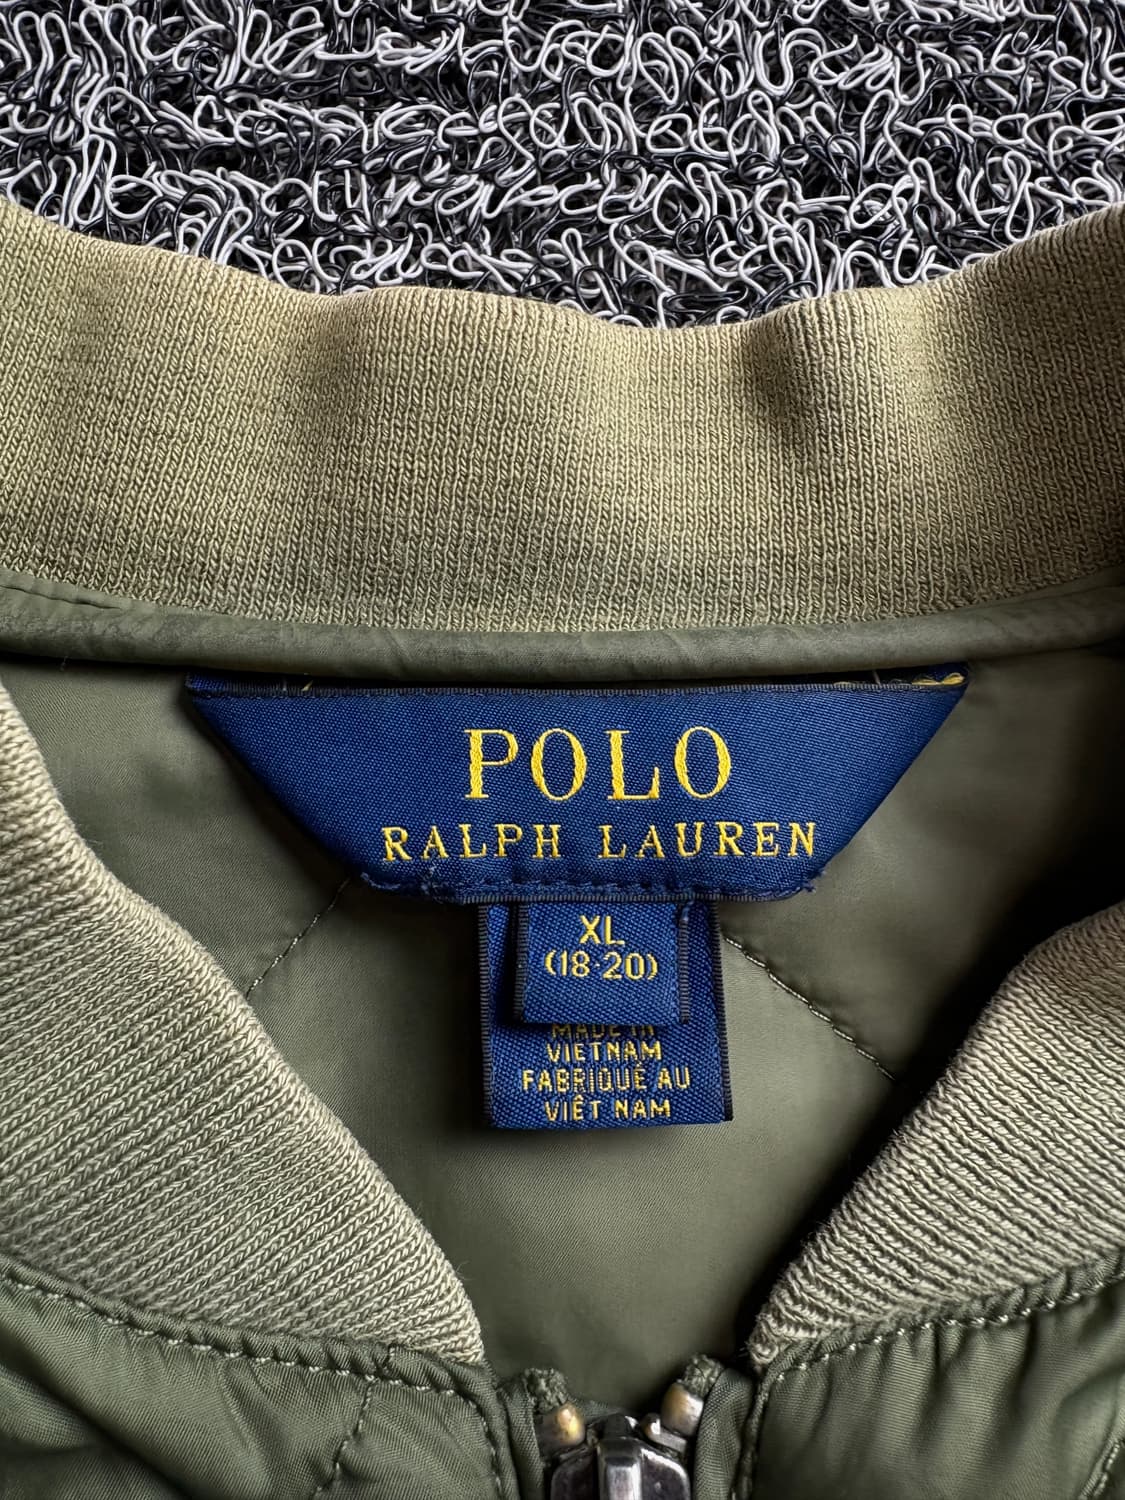 POLO
RALPH LAUREN
XL
(18-20)
MADE IN
VIETNAM
FABRIQUÉ AU
VIÊT NAM